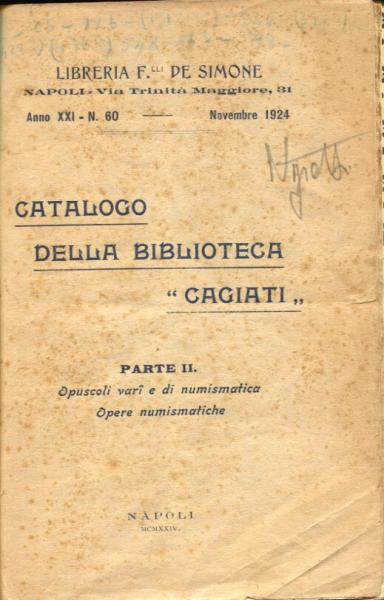 LIBRERIA F.lli DE SIMONE
NAPOLI - Via Trinità Maggiore, 31
Anno XXI - N. 60 — Novembre 1924
CATALOGO
DELLA BIBLIOTECA
“ CAGIATI „
PARTE II.
Opuscoli varî e di numismatica
Opere numismatiche
NÀPOLI
MCMXXIV.